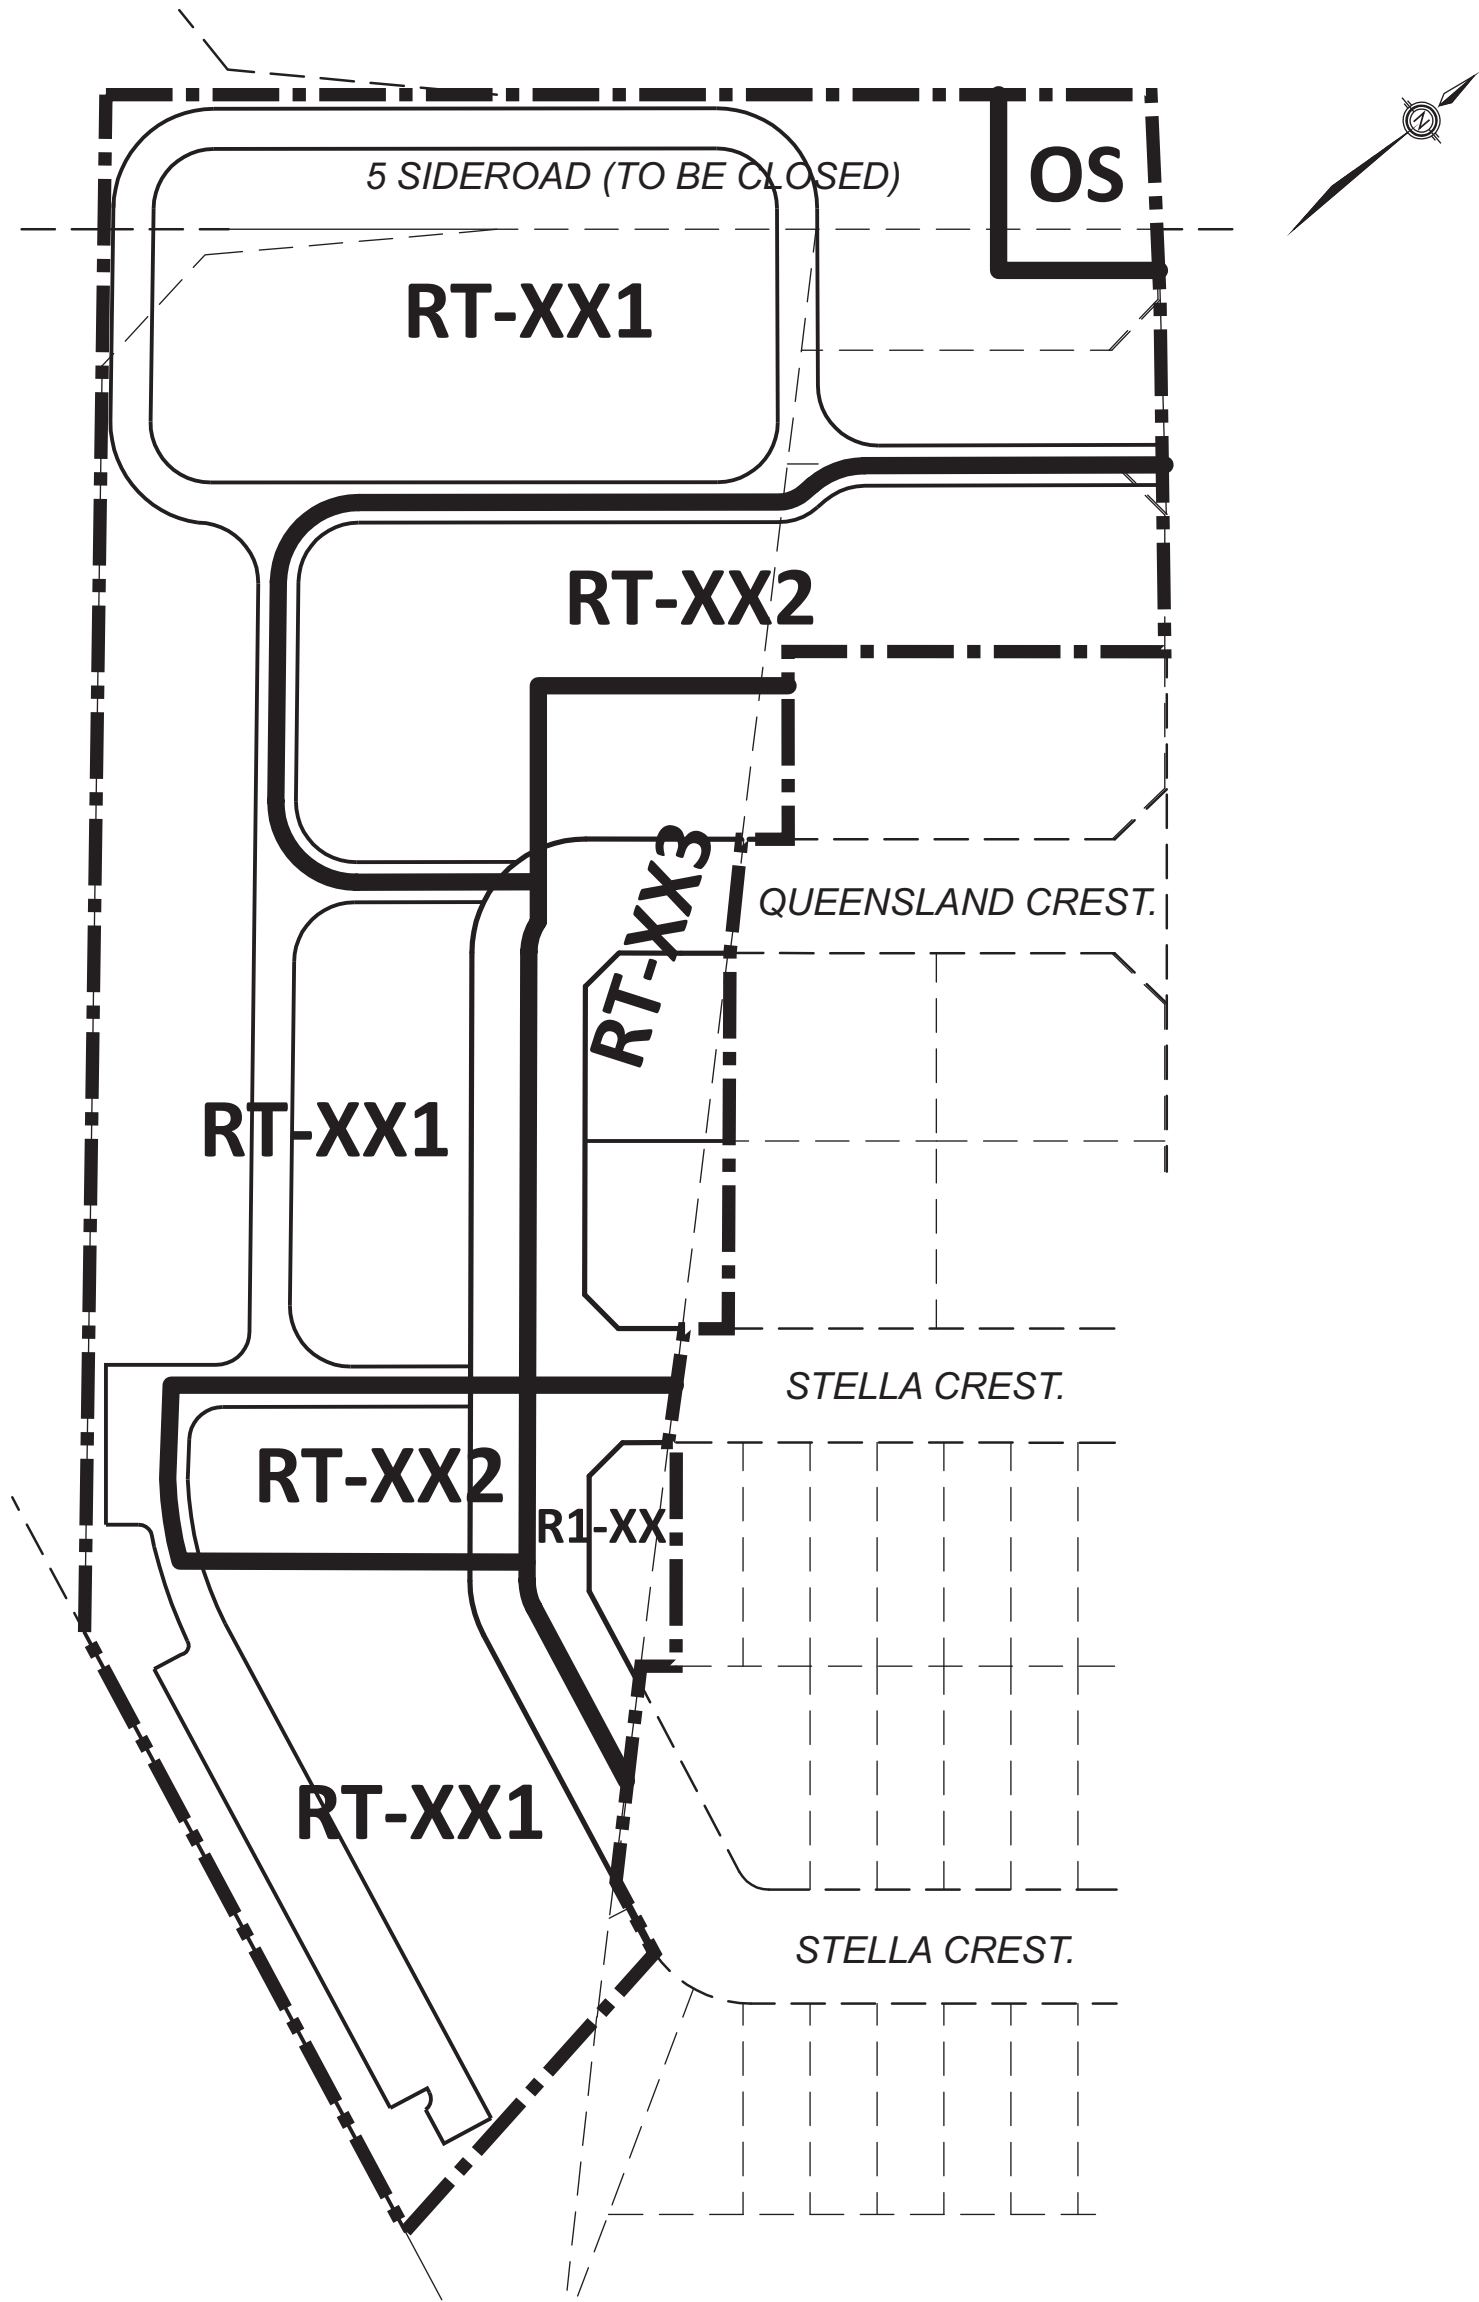 N
OS
5 SIDEROAD (TO BE CLOSED)
RT-XX1
RT-XX2
RT-XX3
QUEENSLAND CREST.
RT-XX1
STELLA CREST.
RT-XX2
R1-XX
RT-XX1
STELLA CREST.